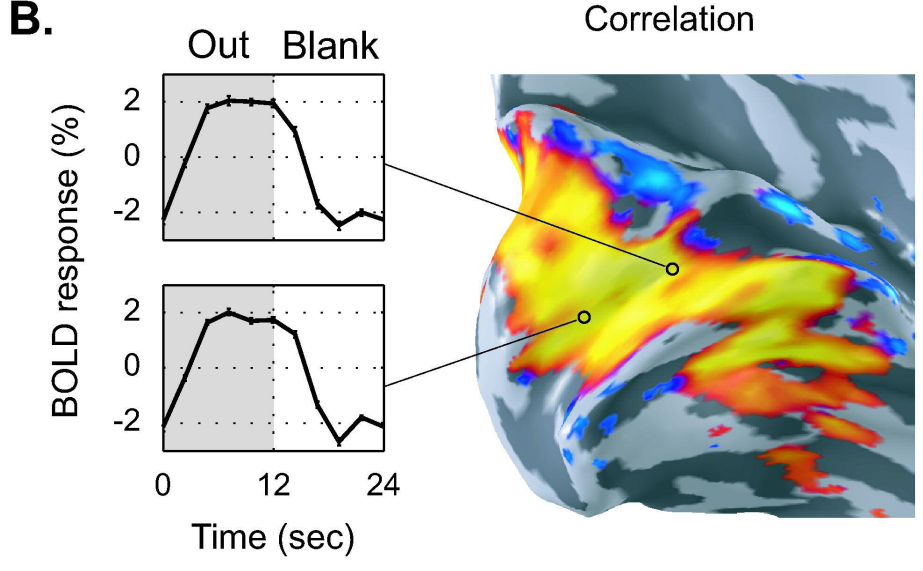 B.
Correlation
Out Blank
BOLD response (%)
2
0
-2
2
0
-2
0 12 24
Time (sec)